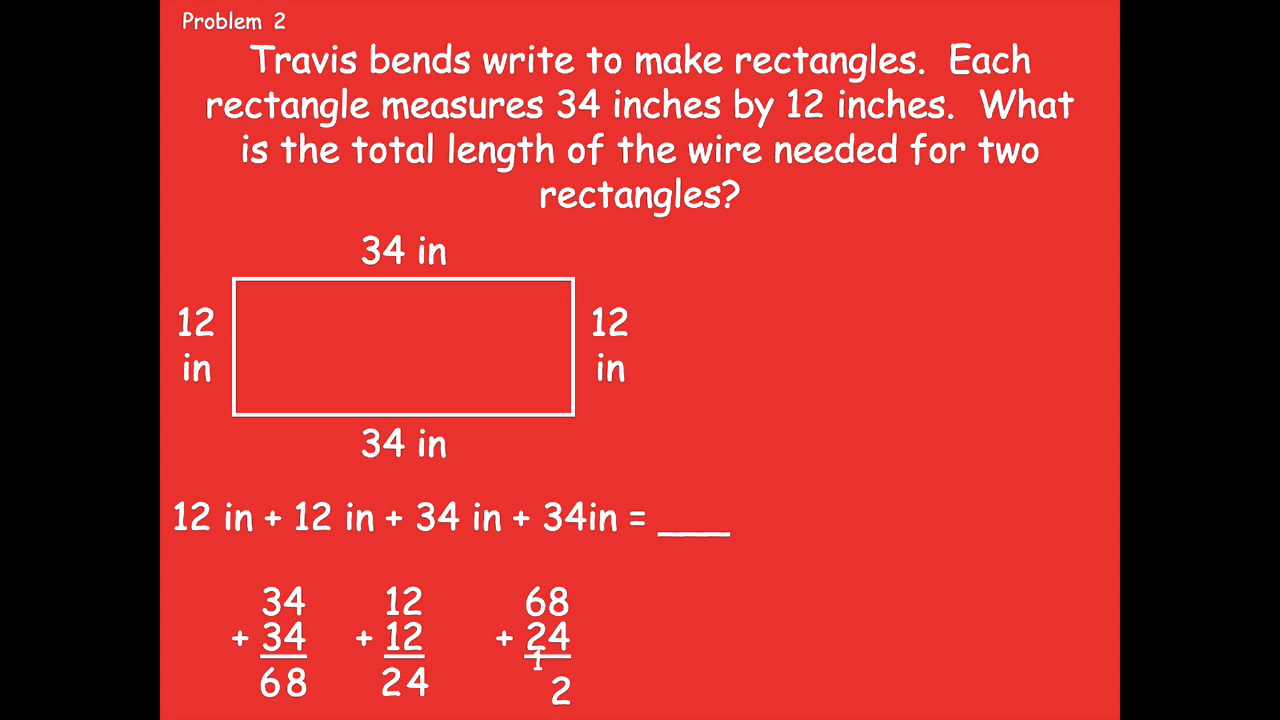 Problem 2
Travis bends write to make rectangles. Each
rectangle measures 34 inches by 12 inches. What
is the total length of the wire needed for two
rectangles?
34 in
12
in
12
in
34 in
12 in + 12 in + 34 in + 34in = ___
34
+ 34
68
12
+ 12
24
68
+ 24
1
2